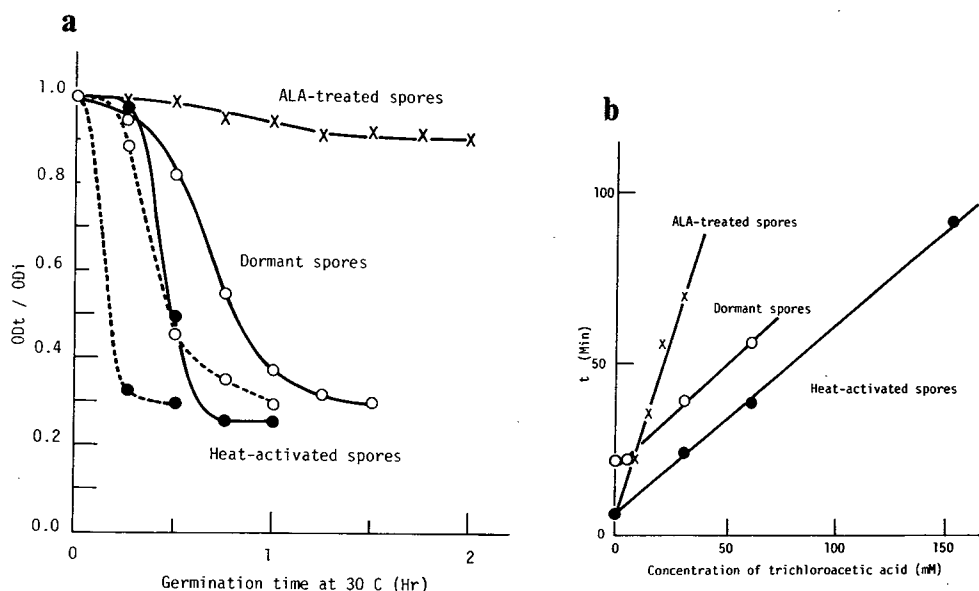 a
1.0
0.8
0.6
0.4
0.2
0.0
ODt / ODi
ALA-treated spores
Dormant spores
Heat-activated spores
0
1
2
Germination time at 30 C (Hr)
b
100
50
0
t (Min)
ALA-treated spores
Dormant spores
Heat-activated spores
0
50
100
150
Concentration of trichloroacetic acid (mM)